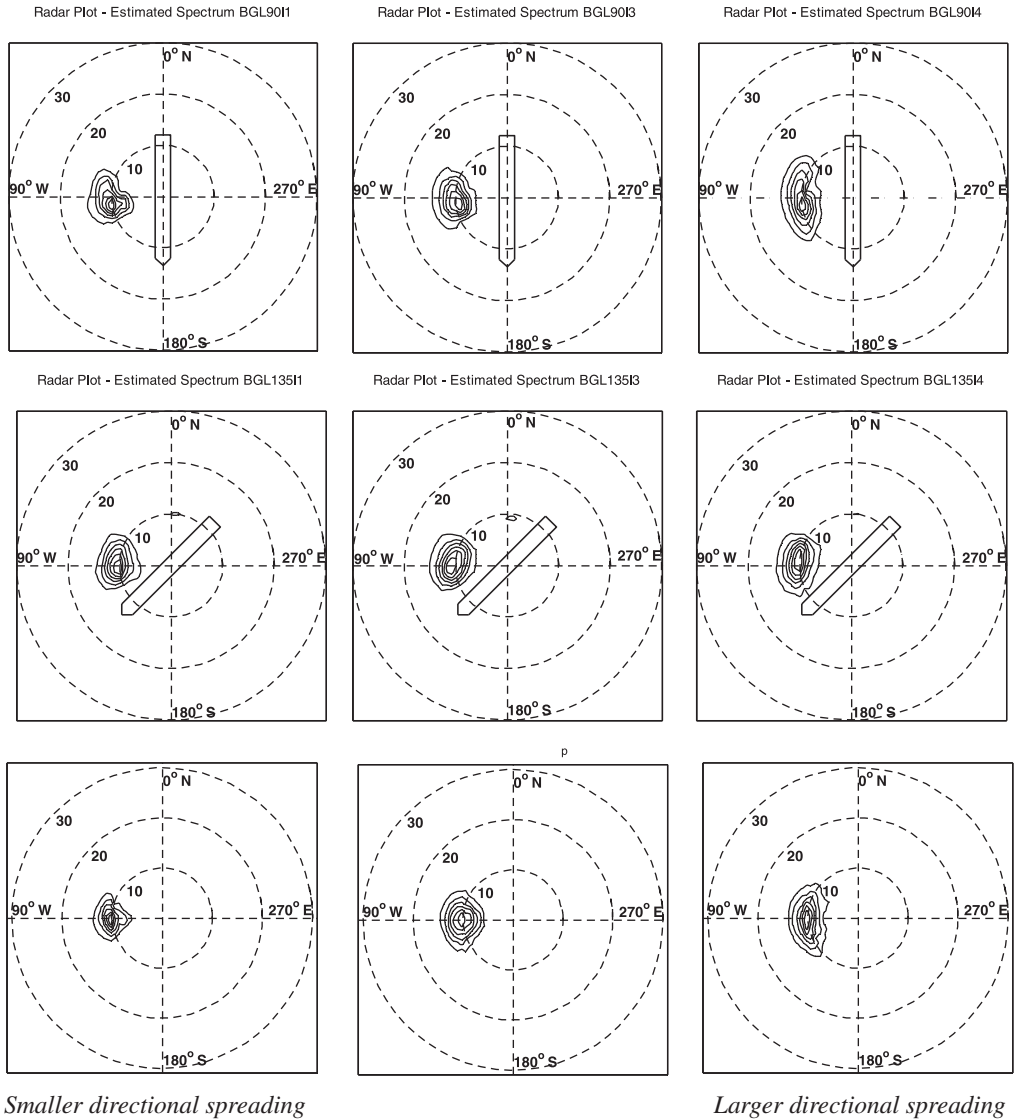 Radar Plot - Estimated Spectrum BGL90I1
Radar Plot - Estimated Spectrum BGL90I3
Radar Plot - Estimated Spectrum BGL90I4
0° N
30
20
10
90° W
270° E
180° S
0° N
30
20
10
90° W
270° E
180° S
0° N
30
20
10
90° W
270° E
180° S
Radar Plot - Estimated Spectrum BGL135I1
Radar Plot - Estimated Spectrum BGL135I3
Radar Plot - Estimated Spectrum BGL135I4
0° N
30
20
10
90° W
270° E
180° S
0° N
30
20
10
90° W
270° E
180° S
0° N
30
20
10
90° W
270° E
180° S
p
0° N
30
20
10
90° W
270° E
180° S
0° N
30
20
10
90° W
270° E
180° S
0° N
30
20
10
90° W
270° E
180° S
Smaller directional spreading
Larger directional spreading